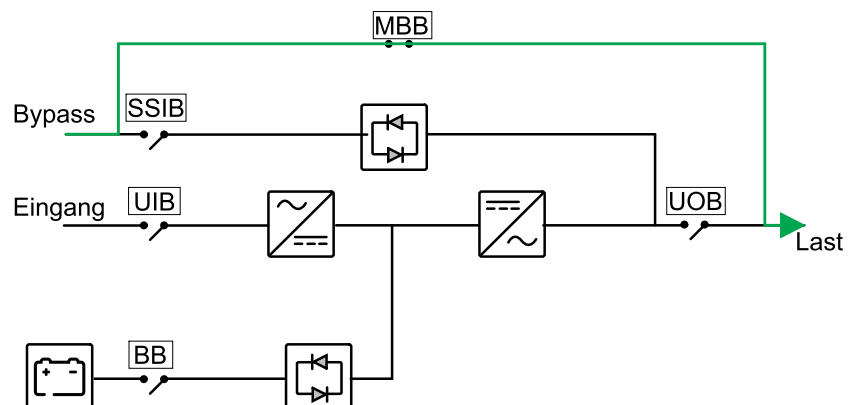 MBB
Bypass
SSIB
Eingang
UIB
UOB
Last
BB
+ -